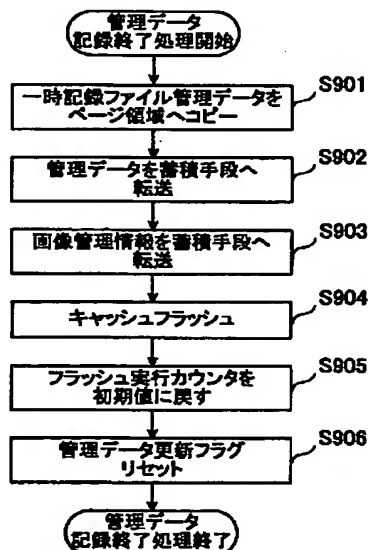 管理データ
記録終了処理開始
S901
一時記録ファイル管理データを
ページ領域へコピー
S902
管理データを蓄積手段へ
転送
S903
画像管理情報を蓄積手段へ
転送
S904
キャッシュフラッシュ
S905
フラッシュ実行カウンタを
初期値に戻す
S906
管理データ更新フラグ
リセット
管理データ
記録終了処理終了